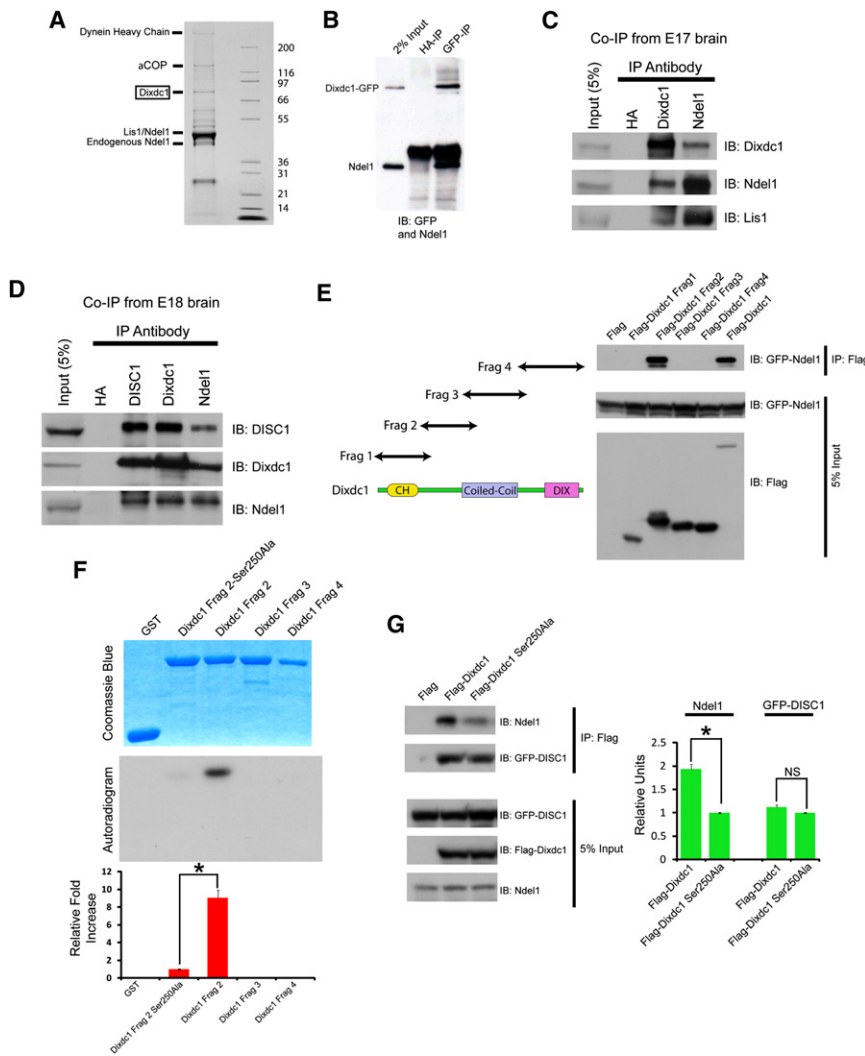 A
Dynein Heavy Chain
aCOP
Dixdc1
Lis1/Ndel1
Endogenous Ndel1
200
116
97
66
55
36
31
21
14
B
2% Input
HA-IP
GFP-IP
Dixdc1-GFP
Ndel1
IB: GFP
and Ndel1
C
Co-IP from E17 brain
IP Antibody
Input (5%)
HA
Dixdc1
Ndel1
IB: Dixdc1
IB: Ndel1
IB: Lis1
D
Co-IP from E18 brain
IP Antibody
Input (5%)
HA
DISC1
Dixdc1
Ndel1
IB: DISC1
IB: Dixdc1
IB: Ndel1
E
Frag 4
Frag 3
Frag 2
Frag 1
Dixdc1
CH
Coiled-Coil
DIX
Flag
Flag-Dixdc1 Frag1
Flag-Dixdc1 Frag2
Flag-Dixdc1 Frag3
Flag-Dixdc1 Frag4
Flag-Dixdc1
IB: GFP-Ndel1
IP: Flag
IB: GFP-Ndel1
IB: Flag
5% Input
F
GST
Dixdc1 Frag 2-Ser250Ala
Dixdc1 Frag 2
Dixdc1 Frag 3
Dixdc1 Frag 4
Coomassie Blue
Autoradiogram
Relative Fold
Increase
12
10
8
6
4
2
0
*
GST
Dixdc1 Frag 2 Ser250Ala
Dixdc1 Frag 2
Dixdc1 Frag 3
Dixdc1 Frag 4
G
Flag
Flag-Dixdc1
Flag-Dixdc1 Ser250Ala
IB: Ndel1
IB: GFP-DISC1
IP: Flag
IB: GFP-DISC1
IB: Flag-Dixdc1
IB: Ndel1
5% Input
Ndel1
GFP-DISC1
Relative Units
2.5
2
1.5
1
0.5
0
*
NS
Flag-Dixdc1
Flag-Dixdc1 Ser250Ala
Flag-Dixdc1
Flag-Dixdc1 Ser250Ala